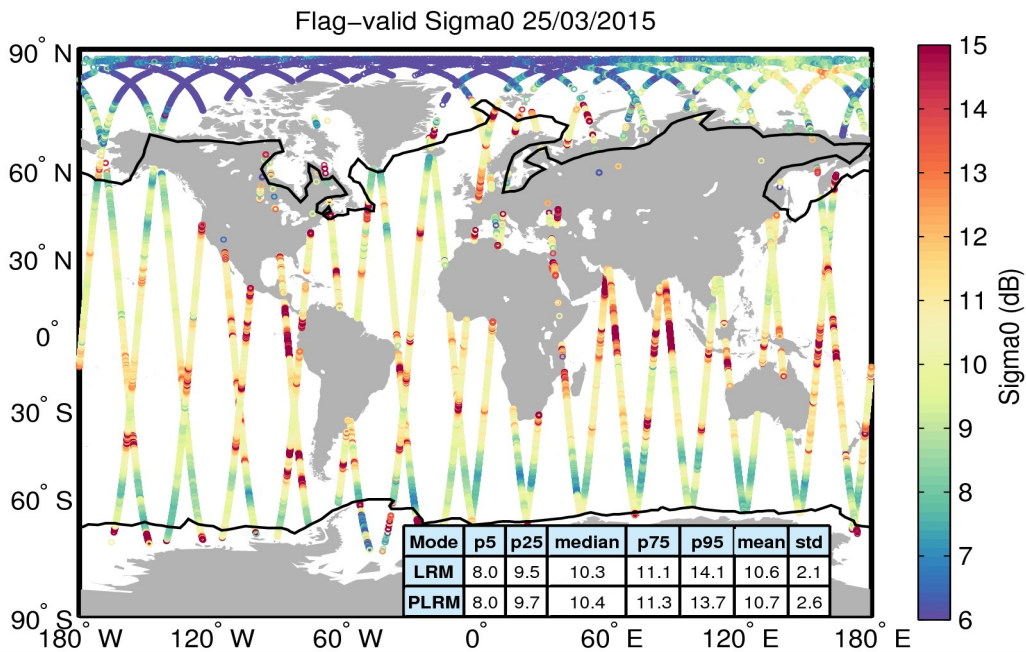 Flag−valid Sigma0 25/03/2015
90° N
60° N
30° N
0°
30° S
60° S
90° S
180° W
120° W
60° W
0°
60° E
120° E
180° E
Mode p5 p25 median p75 p95 mean std
LRM 8.0 9.5 10.3 11.1 14.1 10.6 2.1
PLRM 8.0 9.7 10.4 11.3 13.7 10.7 2.6
15
14
13
12
11
10
9
8
7
6
Sigma0 (dB)